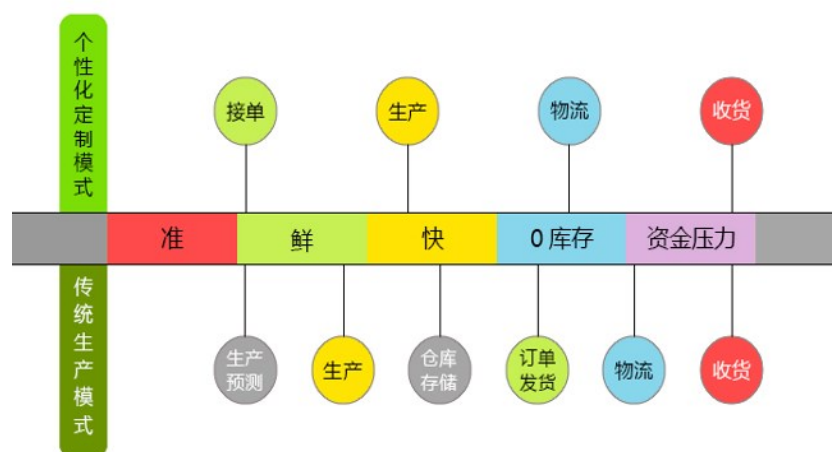 个性化定制模式
接单
生产
物流
收货
准
鲜
快
0库存
资金压力
传统生产模式
生产
预测
生产
仓库
存储
订单
发货
物流
收货